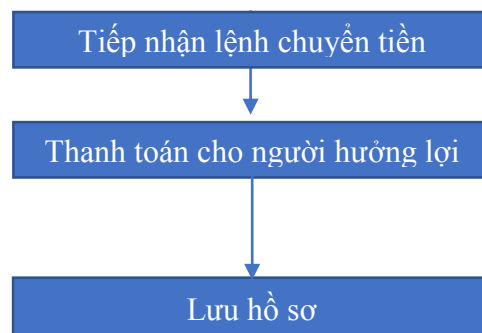 Tiếp nhận lệnh chuyển tiền
Thanh toán cho người hưởng lợi
Lưu hồ sơ